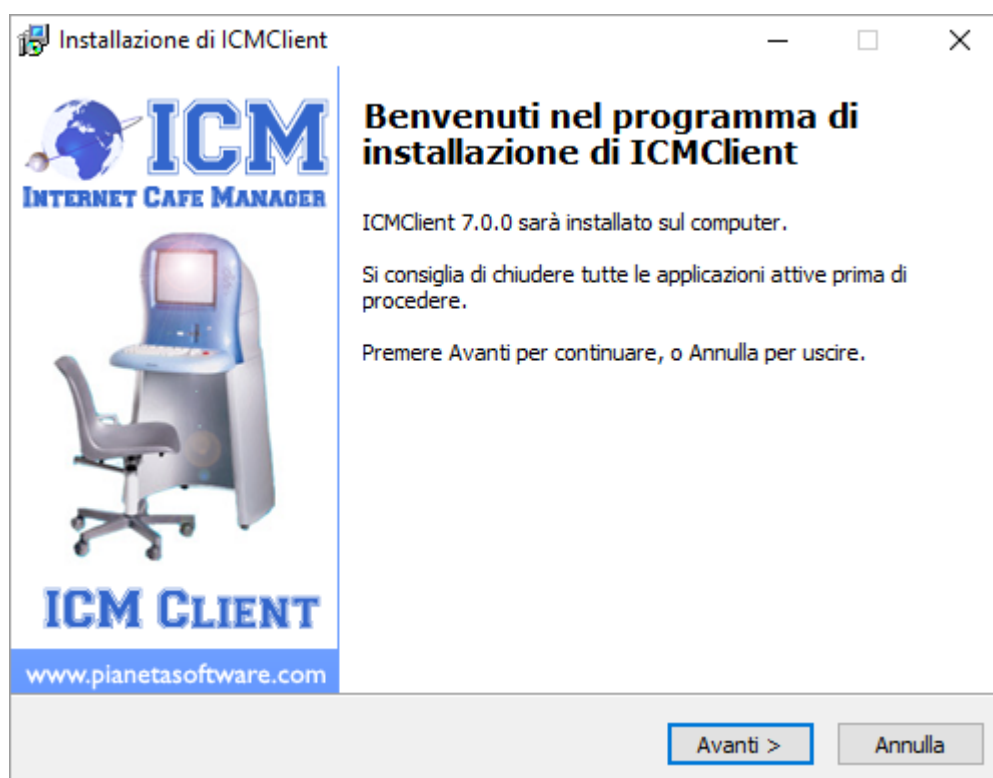 Installazione di ICMClient
ICM
INTERNET CAFE MANAGER
ICM CLIENT
www.pianetasoftware.com
Benvenuti nel programma di
installazione di ICMClient
ICMClient 7.0.0 sarà installato sul computer.
Si consiglia di chiudere tutte le applicazioni attive prima di
procedere.
Premere Avanti per continuare, o Annulla per uscire.
Avanti >
Annulla